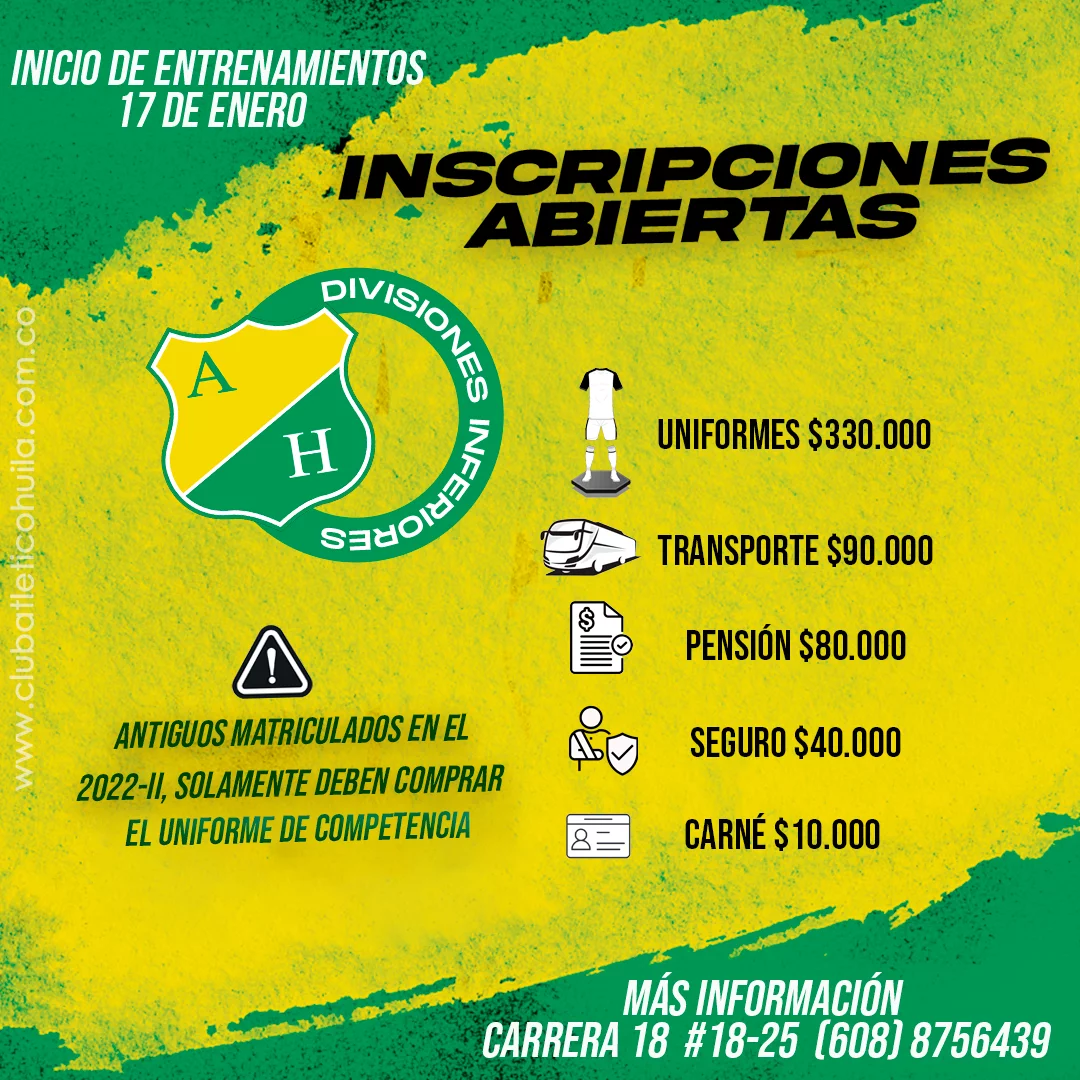 INICIO DE ENTRENAMIENTOS
17 DE ENERO
INSCRIPCIONES
ABIERTAS
www.clubatleticohuila.com.co
DIVISIONES INFERIORES
A
H
UNIFORMES $330.000
TRANSPORTE $90.000
$
PENSIÓN $80.000
SEGURO $40.000
CARNÉ $10.000
!
ANTIGUOS MATRICULADOS EN EL
2022-II, SOLAMENTE DEBEN COMPRAR
EL UNIFORME DE COMPETENCIA
MÁS INFORMACIÓN
CARRERA 18 #18-25 (608) 8756439